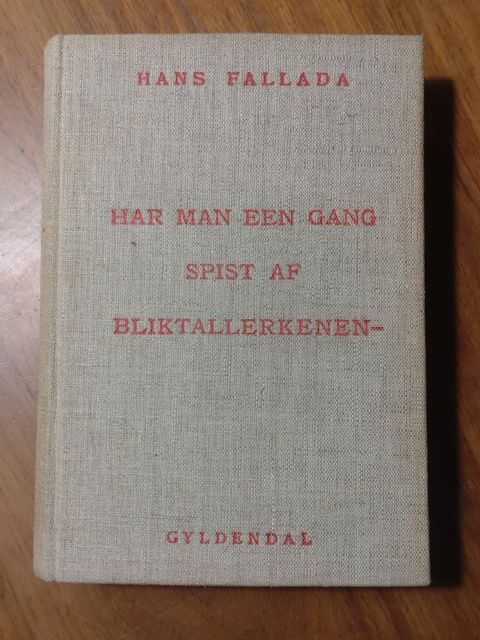 HANS FALLADA
HAR MAN EEN GANG
SPIST AF
BLIKTALLERKENEN-
GYLDENDAL